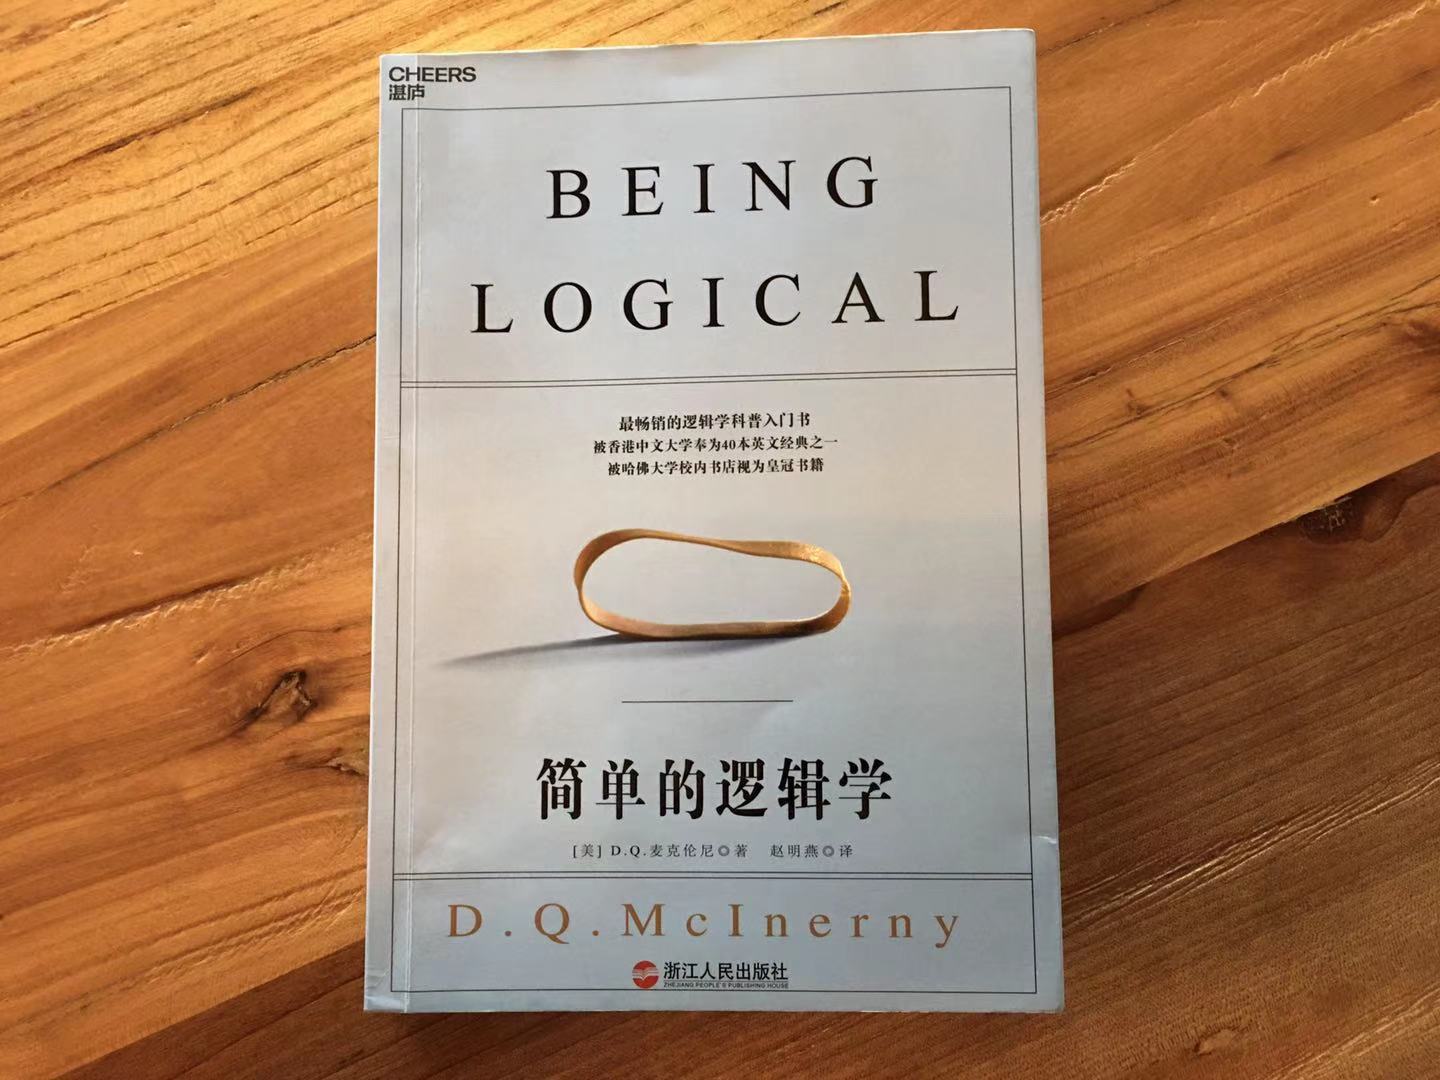 CHEERS
湛庐
BEING
LOGICAL
最畅销的逻辑学科普入门书
被香港中文大学奉为40本英文经典之一
被哈佛大学校内书店视为皇冠书籍
简单的逻辑学
[美] D.Q.麦克伦尼◎著 赵明燕◎译
D.Q.McInerny
浙江人民出版社
ZHEJIANG PEOPLE'S PUBLISHING HOUSE